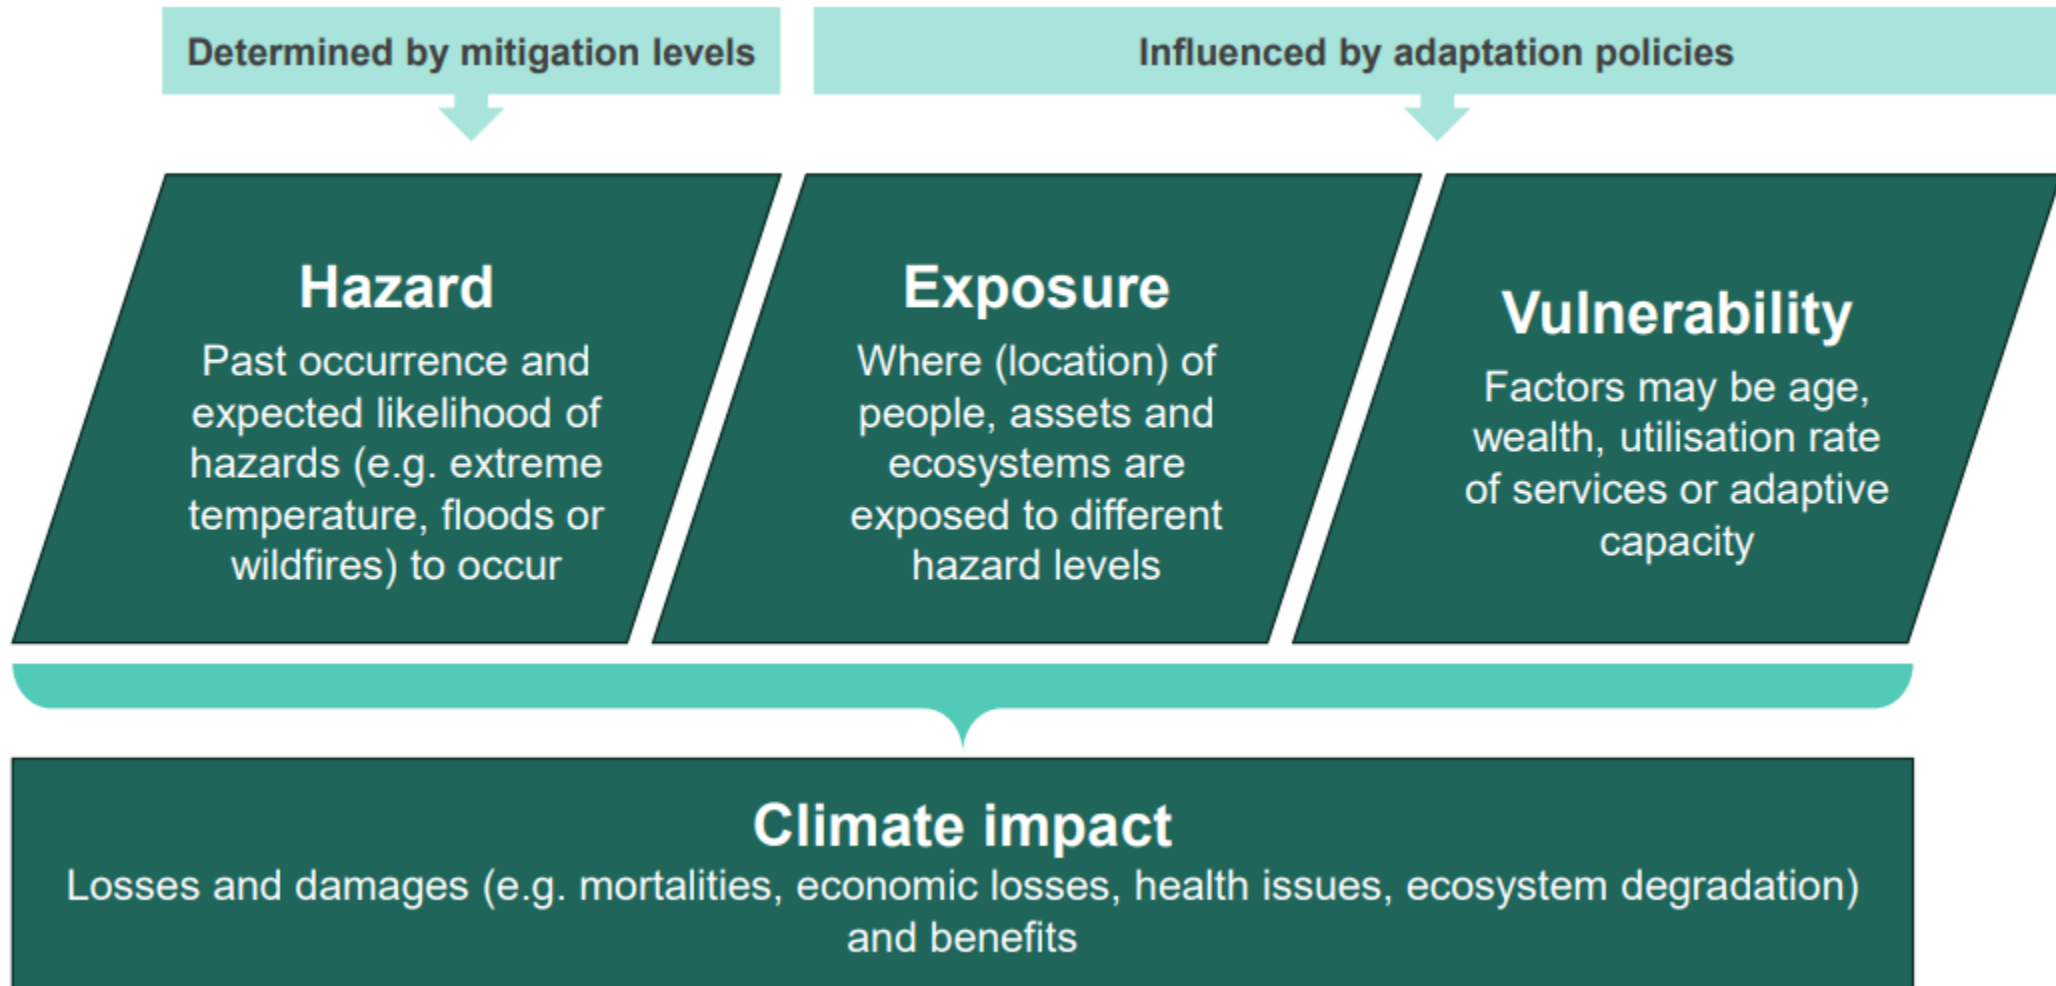 Determined by mitigation levels
Influenced by adaptation policies
Hazard
Past occurrence and
expected likelihood of
hazards (e.g. extreme
temperature, floods or
wildfires) to occur
Exposure
Where (location) of
people, assets and
ecosystems are
exposed to different
hazard levels
Vulnerability
Factors may be age,
wealth, utilisation rate
of services or adaptive
capacity
Climate impact
Losses and damages (e.g. mortalities, economic losses, health issues, ecosystem degradation)
and benefits